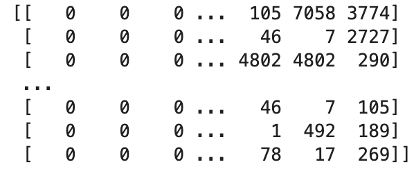 [[   0    0    0 ...  105 7058 3774]
[   0    0    0 ...   46    7 2727]
[   0    0    0 ... 4802 4802  290]
...
[   0    0    0 ...   46    7  105]
[   0    0    0 ...    1  492  189]
[   0    0    0 ...   78   17  269]]